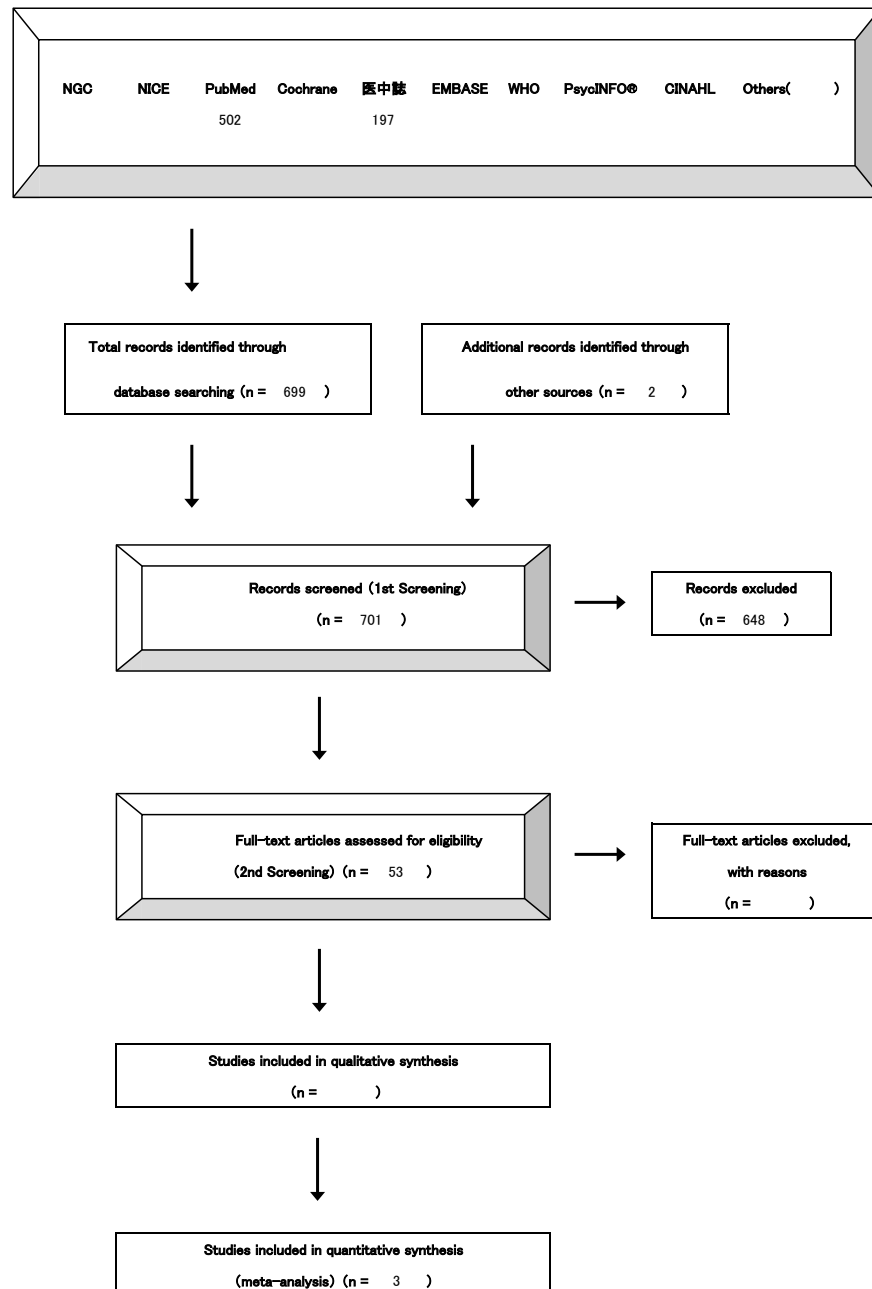 NGC NICE PubMed Cochrane 医中誌 EMBASE WHO PsycINFO® CINAHL Others( )
502 197
Total records identified through
database searching (n = 699 )
Additional records identified through
other sources (n = 2 )
Records screened (1st Screening)
(n = 701 )
Records excluded
(n = 648 )
Full-text articles assessed for eligibility
(2nd Screening) (n = 53 )
Full-text articles excluded,
with reasons
(n = )
Studies included in qualitative synthesis
(n = )
Studies included in quantitative synthesis
(meta-analysis) (n = 3 )